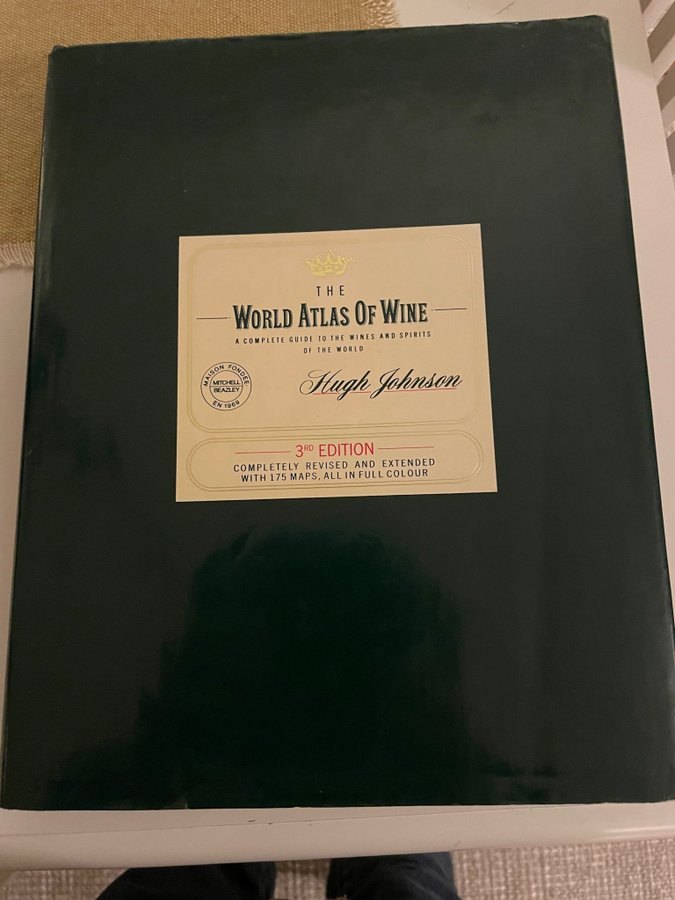 THE
WORLD ATLAS OF WINE
A COMPLETE GUIDE TO THE WINES AND SPIRITS
OF THE WORLD
MAISON FONDÉE
MITCHELL
BEAZLEY
EN 1969
Hugh Johnson
3RD EDITION
COMPLETELY REVISED AND EXTENDED
WITH 175 MAPS, ALL IN FULL COLOUR